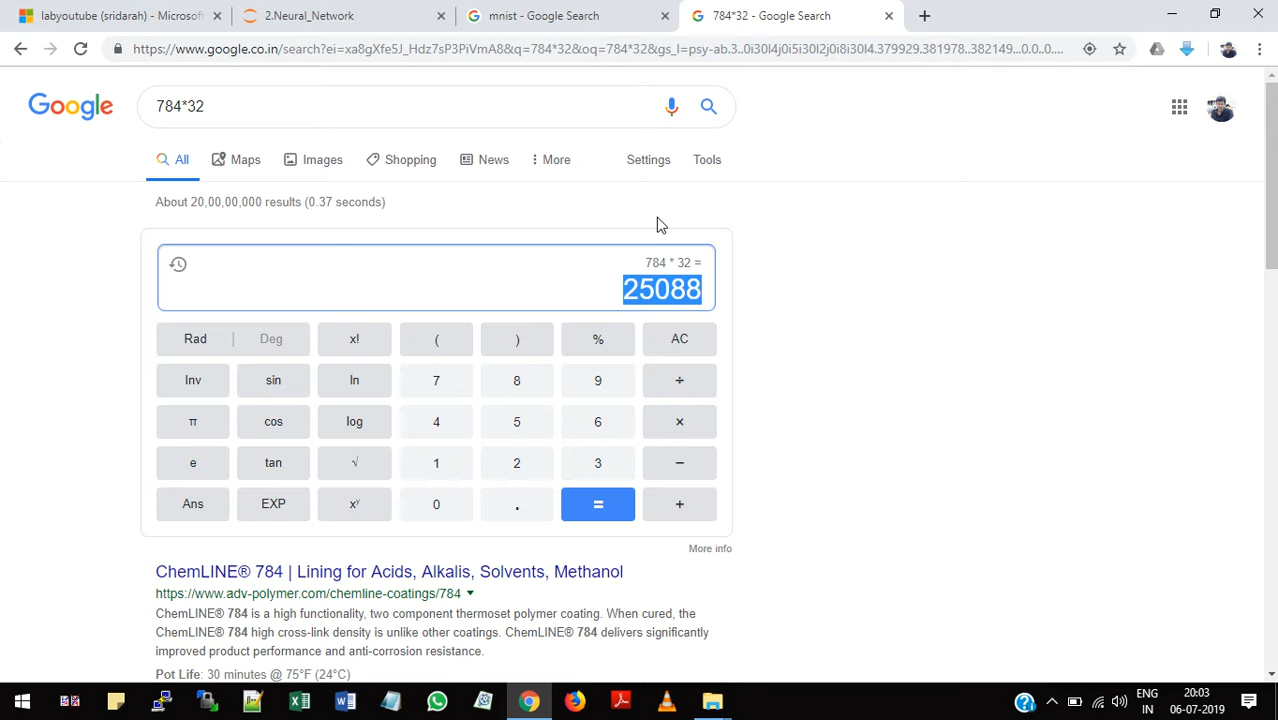 labyoutube (sridarah) - Microsof
2.Neural_Network
mnist - Google Search
784*32 - Google Search
https://www.google.co.in/search?ei=xa8gXfe5J_Hdz7sP3PiVmA8&q=784*32&oq=784*32&gs_l=psy-ab.3..0i30l4j0i5i30l2j0i8i30l4.379929.381978..382149...0.0..0....
Google
784*32
All
Maps
Images
Shopping
News
More
Settings
Tools
About 20,00,00,000 results (0.37 seconds)
784 * 32 =
25088
Rad | Deg x! ( ) % AC
Inv sin ln 7 8 9 ÷
π cos log 4 5 6 ×
e tan √ 1 2 3 −
Ans EXP xʸ 0 . = +
More info
ChemLINE® 784 | Lining for Acids, Alkalis, Solvents, Methanol
https://www.adv-polymer.com/chemline-coatings/784
ChemLINE® 784 is a high functionality, two component thermoset polymer coating. When cured, the
ChemLINE® 784 high cross-link density is unlike other coatings. ChemLINE® 784 delivers significantly
improved product performance and anti-corrosion resistance.
Pot Life: 30 minutes @ 75°F (24°C)
ENG
IN
20:03
06-07-2019